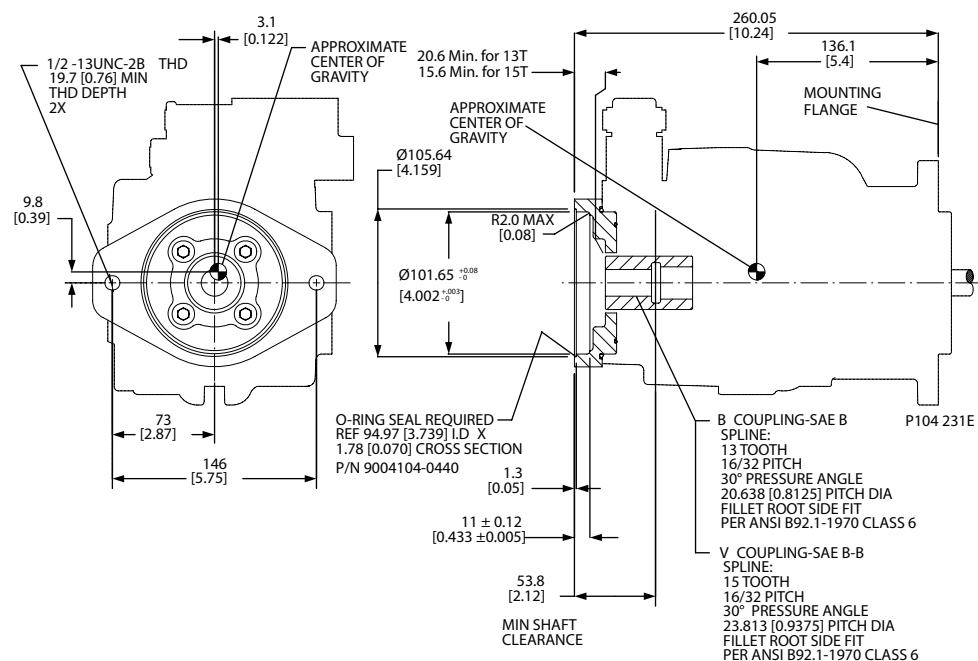 3.1
[0.122]
1/2 -13UNC-2B THD
19.7 [0.76] MIN
THD DEPTH
2X
APPROXIMATE
CENTER OF
GRAVITY
9.8
[0.39]
73
[2.87]
146
[5.75]
260.05
[10.24]
136.1
[5.4]
20.6 Min. for 13T
15.6 Min. for 15T
MOUNTING
FLANGE
APPROXIMATE
CENTER OF
GRAVITY
Ø105.64
[4.159]
R2.0 MAX
[0.08]
Ø101.65 +0.08 -0
[4.002 +.003 -0]
O-RING SEAL REQUIRED
REF 94.97 [3.739] I.D X
1.78 [0.070] CROSS SECTION
P/N 9004104-0440
1.3
[0.05]
11 ± 0.12
[0.433 ±0.005]
53.8
[2.12]
MIN SHAFT
CLEARANCE
P104 231E
B COUPLING-SAE B
SPLINE:
13 TOOTH
16/32 PITCH
30° PRESSURE ANGLE
20.638 [0.8125] PITCH DIA
FILLET ROOT SIDE FIT
PER ANSI B92.1-1970 CLASS 6
V COUPLING-SAE B-B
SPLINE:
15 TOOTH
16/32 PITCH
30° PRESSURE ANGLE
23.813 [0.9375] PITCH DIA
FILLET ROOT SIDE FIT
PER ANSI B92.1-1970 CLASS 6